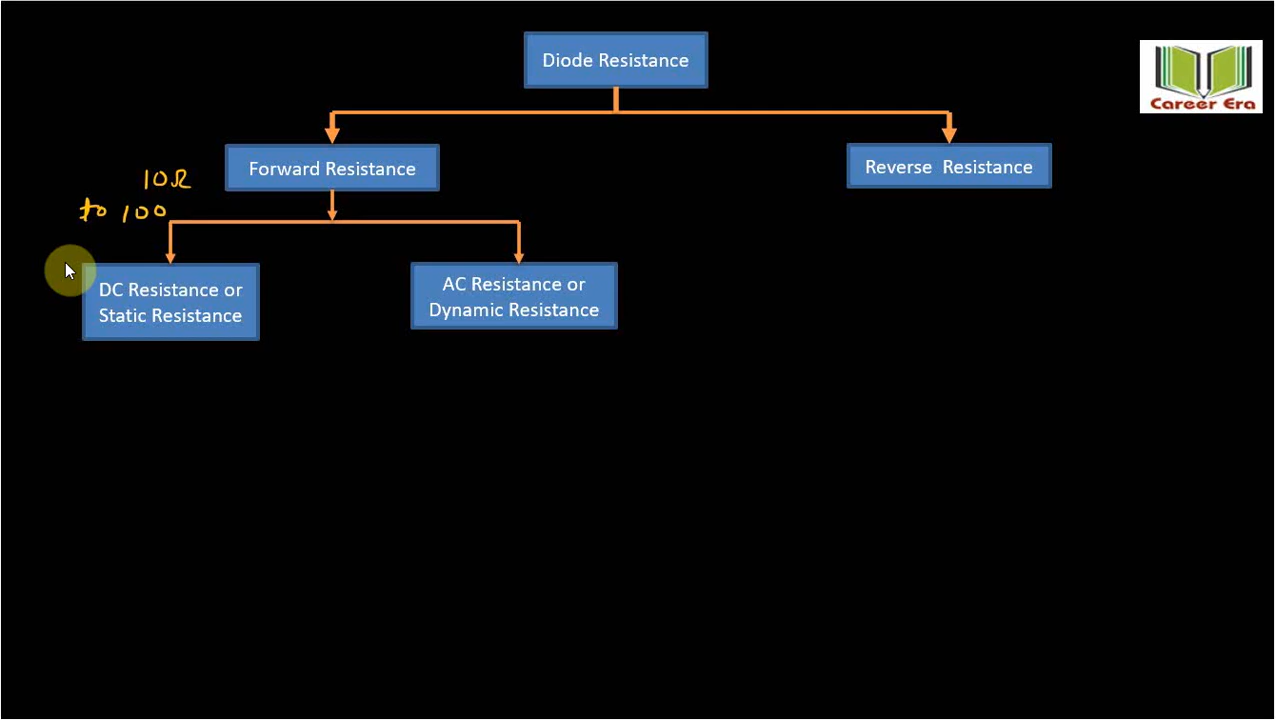 Diode Resistance
Career Era
Forward Resistance
Reverse Resistance
10Ω
to 100
DC Resistance or
Static Resistance
AC Resistance or
Dynamic Resistance